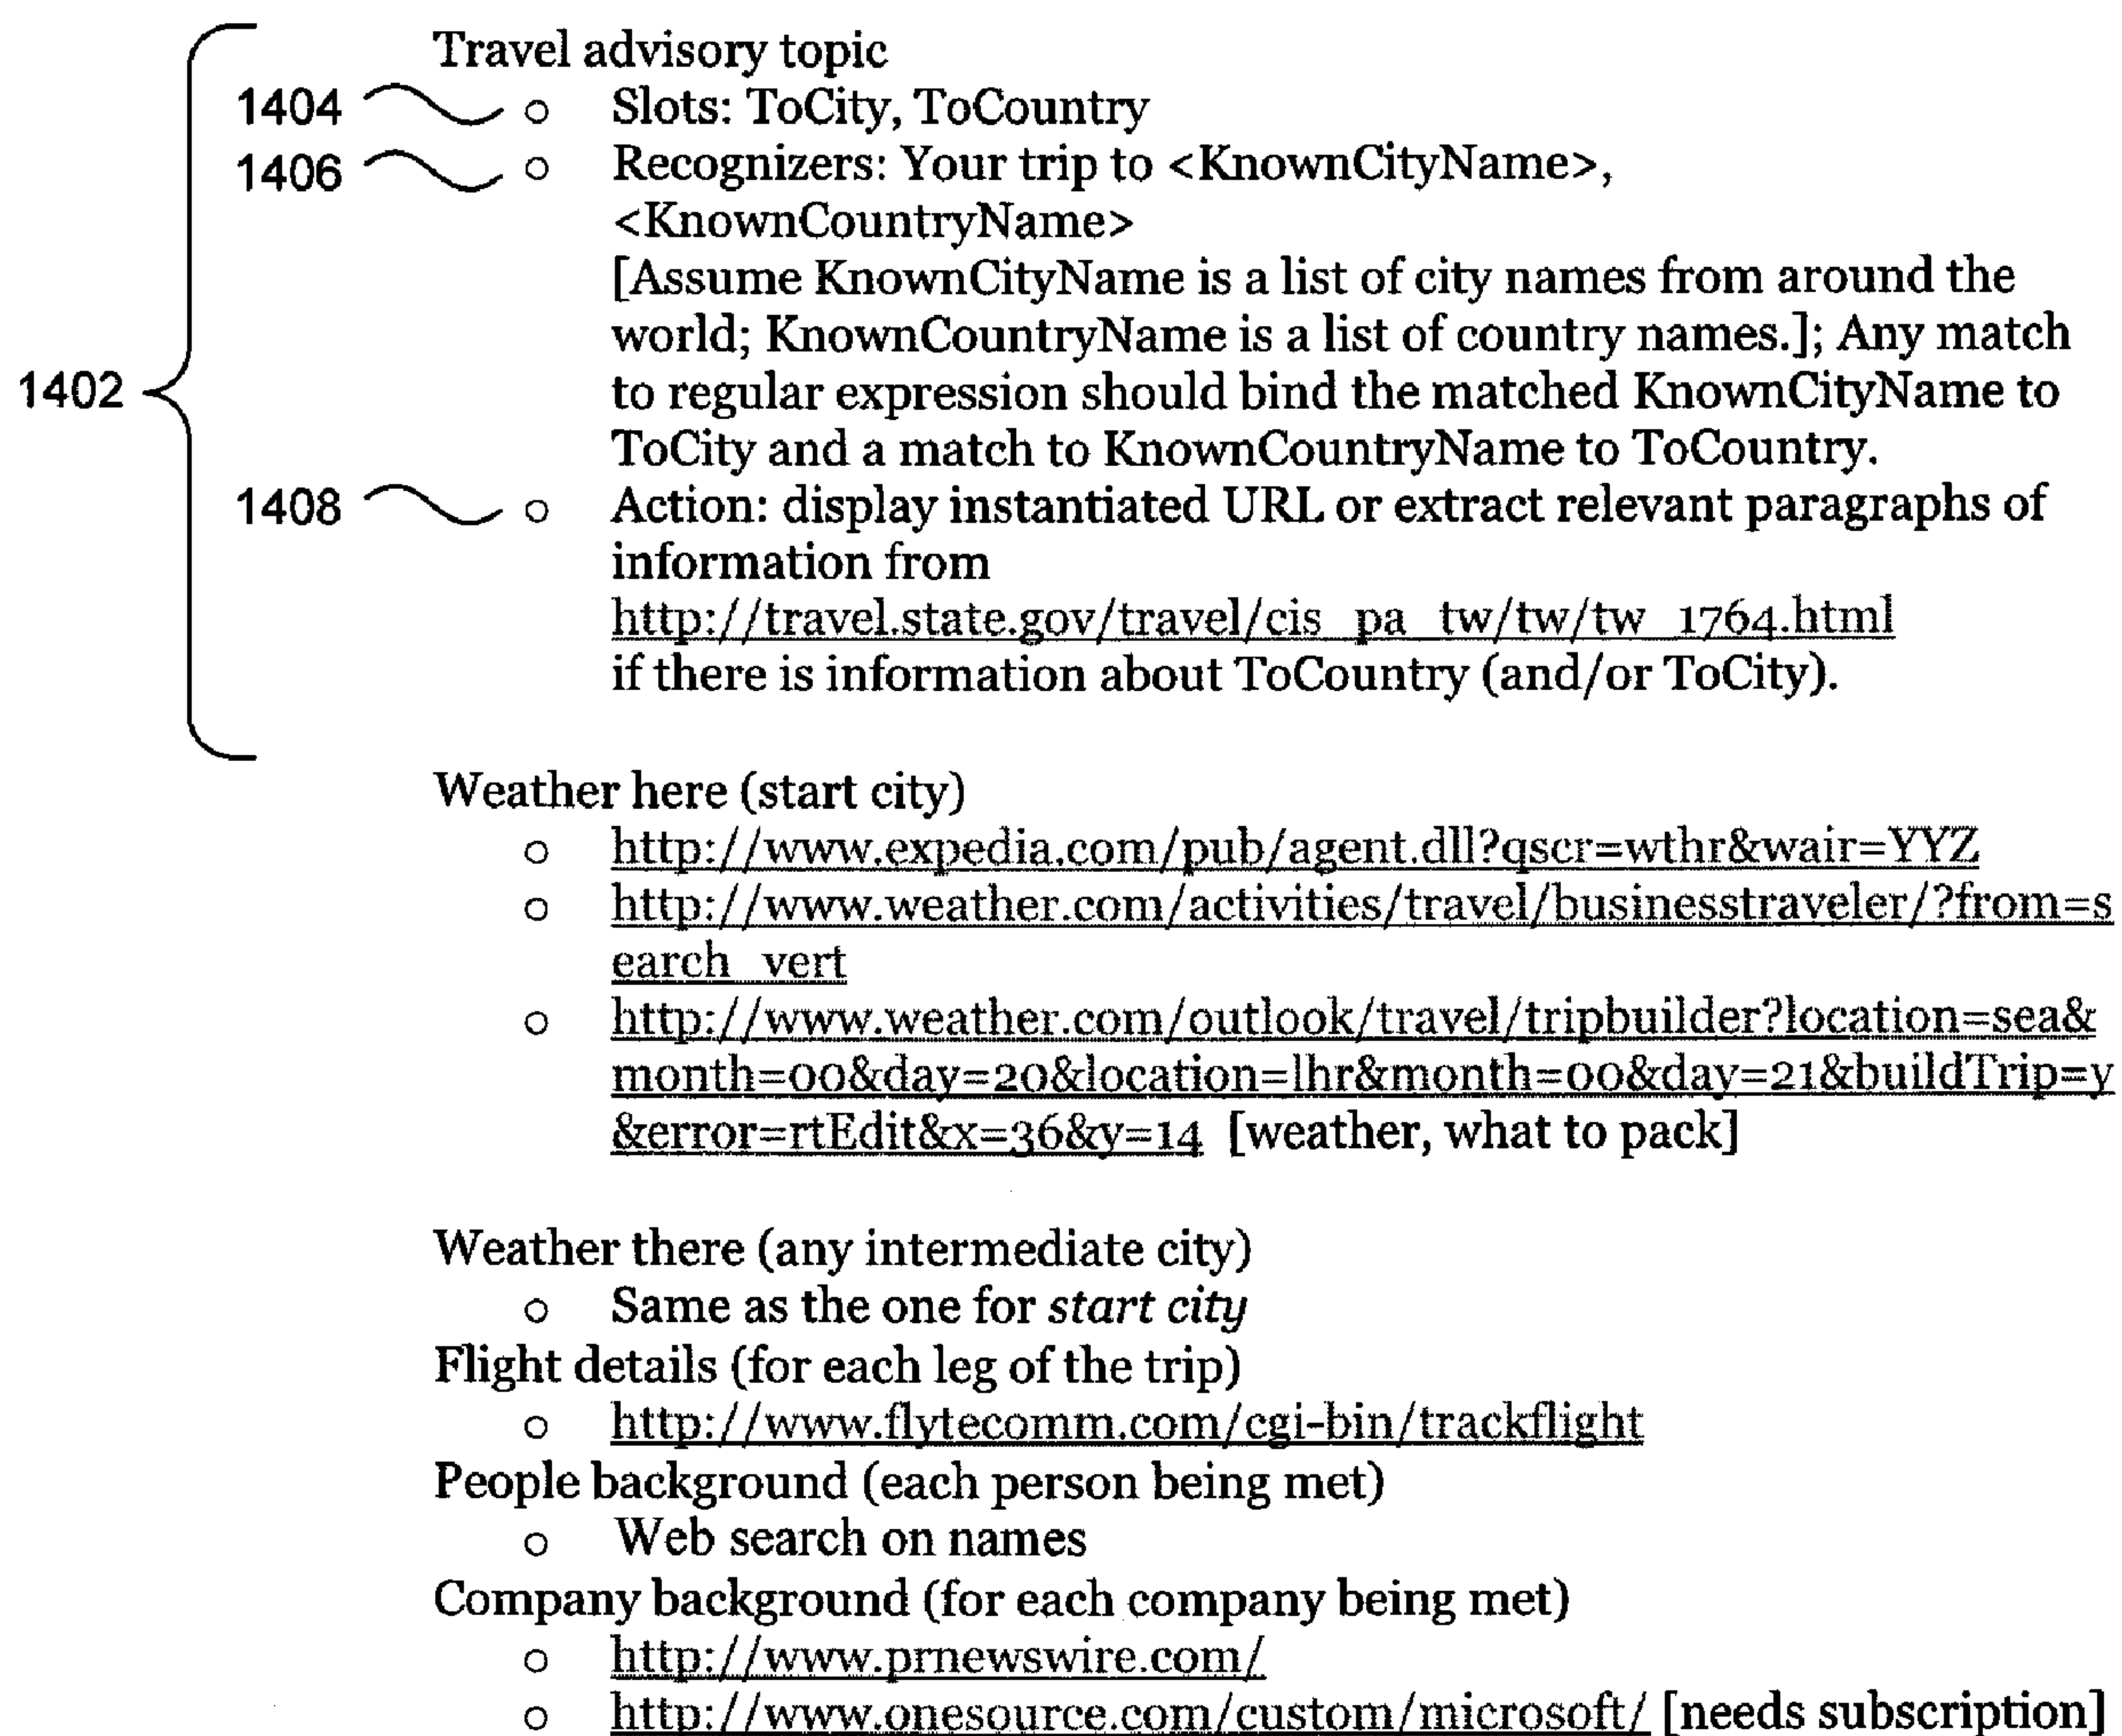 Travel advisory topic
1404 ○ Slots: ToCity, ToCountry
1406 ○ Recognizers: Your trip to <KnownCityName>,
<KnownCountryName>
[Assume KnownCityName is a list of city names from around the
world; KnownCountryName is a list of country names.]; Any match
1402 to regular expression should bind the matched KnownCityName to
ToCity and a match to KnownCountryName to ToCountry.
1408 ○ Action: display instantiated URL or extract relevant paragraphs of
information from
http://travel.state.gov/travel/cis_pa_tw/tw/tw_1764.html
if there is information about ToCountry (and/or ToCity).
Weather here (start city)
○ http://www.expedia.com/pub/agent.dll?qscr=wthr&wair=YYZ
○ http://www.weather.com/activities/travel/businesstraveler/?from=s
earch_vert
○ http://www.weather.com/outlook/travel/tripbuilder?location=sea&
month=00&day=20&location=lhr&month=00&day=21&buildTrip=y
&error=rtEdit&x=36&y=14 [weather, what to pack]
Weather there (any intermediate city)
○ Same as the one for start city
Flight details (for each leg of the trip)
○ http://www.flytecomm.com/cgi-bin/trackflight
People background (each person being met)
○ Web search on names
Company background (for each company being met)
○ http://www.prnewswire.com/
○ http://www.onesource.com/custom/microsoft/ [needs subscription]